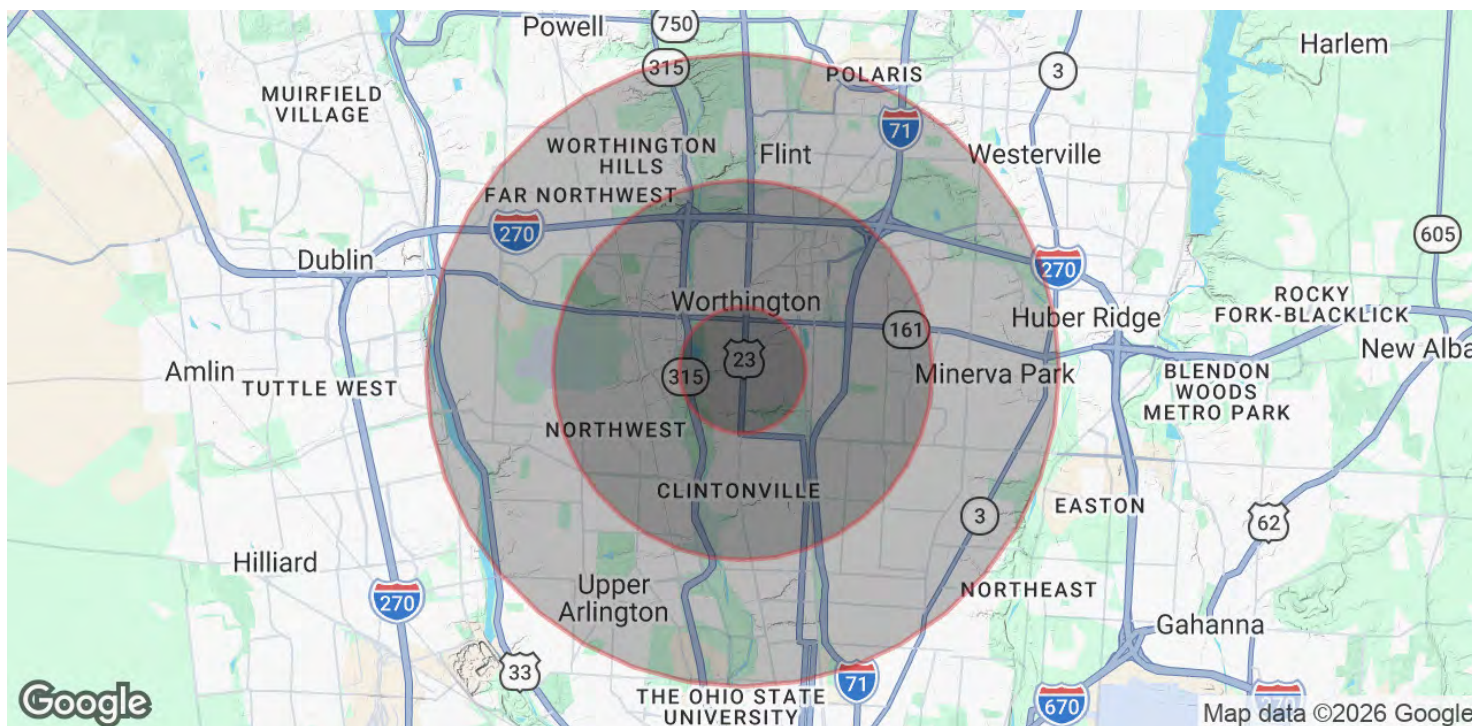 Powell
750
Harlem
315
POLARIS
3
MUIRFIELD
VILLAGE
71
WORTHINGTON
HILLS
Flint
Westerville
FAR NORTHWEST
270
605
Dublin
270
Worthington
ROCKY
FORK-BLACKLICK
161
Huber Ridge
23
New Alba
Amlin
TUTTLE WEST
315
Minerva Park
BLENDON
WOODS
METRO PARK
NORTHWEST
CLINTONVILLE
EASTON
3
62
Hilliard
Upper
Arlington
NORTHEAST
270
Gahanna
33
71
THE OHIO STATE
UNIVERSITY
670
270
Google
Map data ©2026 Google